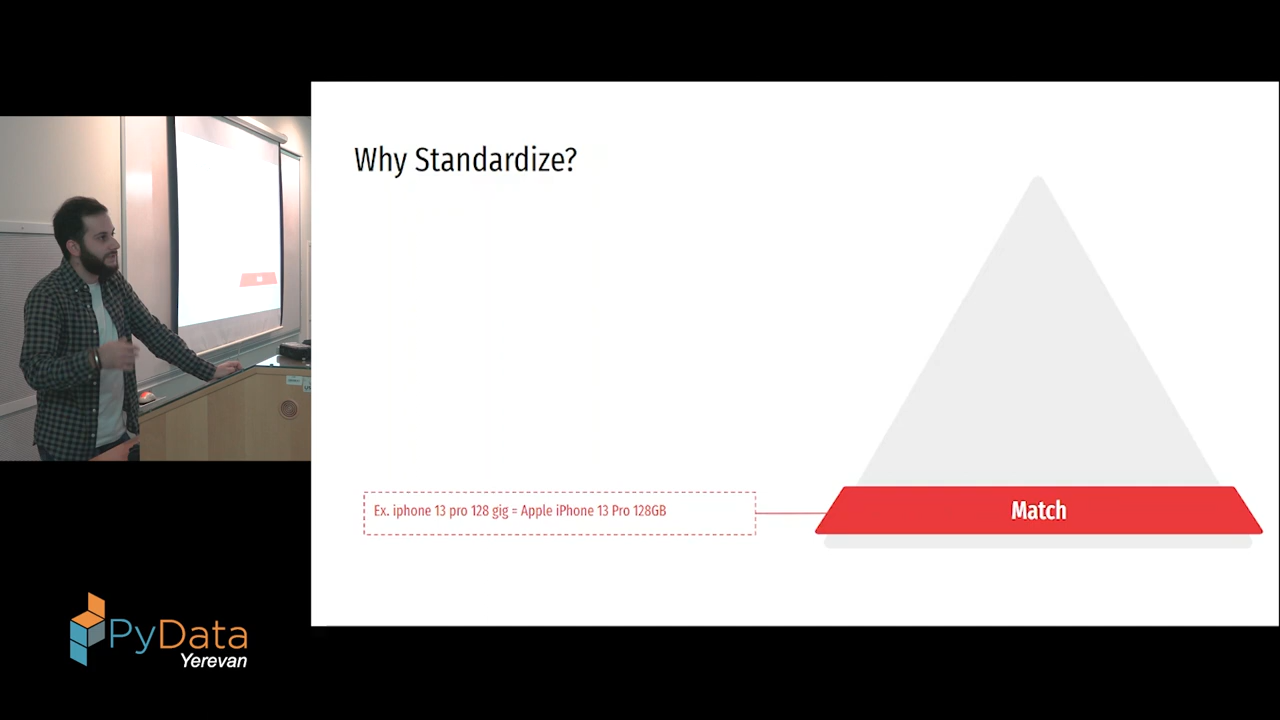 Why Standardize?
Ex. iphone 13 pro 128 gig = Apple iPhone 13 Pro 128GB
Match
PyData
Yerevan